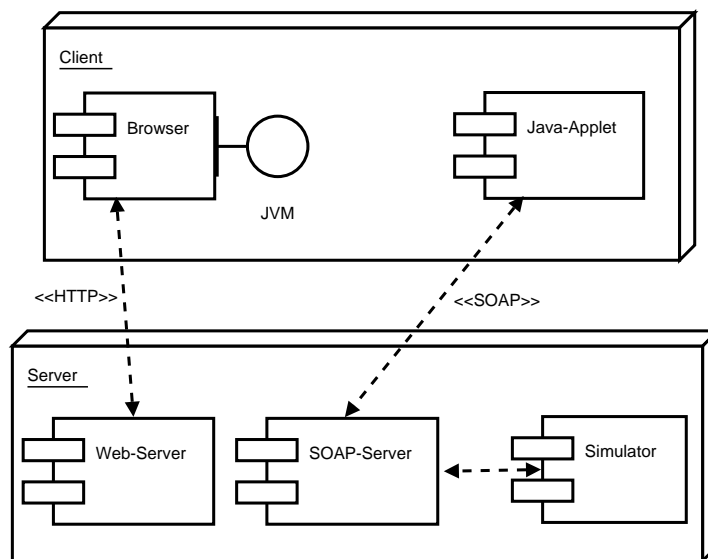 Client
Browser
Java-Applet
JVM
<<HTTP>>
<<SOAP>>
Server
Web-Server
SOAP-Server
Simulator